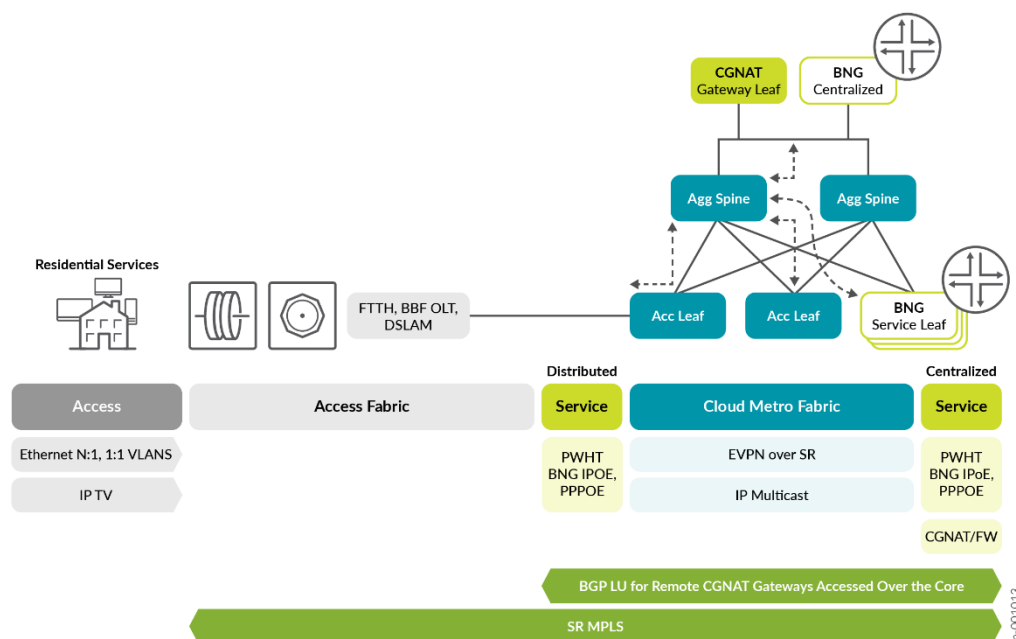 CGNAT
Gateway Leaf
BNG
Centralized
Agg Spine
Agg Spine
Residential Services
FTTH, BBF OLT,
DSLAM
Acc Leaf
Acc Leaf
BNG
Service Leaf
Distributed
Centralized
Access
Access Fabric
Service
Cloud Metro Fabric
Service
Ethernet N:1, 1:1 VLANS
IP TV
PWHT
BNG IPOE,
PPPOE
EVPN over SR
IP Multicast
PWHT
BNG IPoE,
PPPOE
CGNAT/FW
BGP LU for Remote CGNAT Gateways Accessed Over the Core
SR MPLS